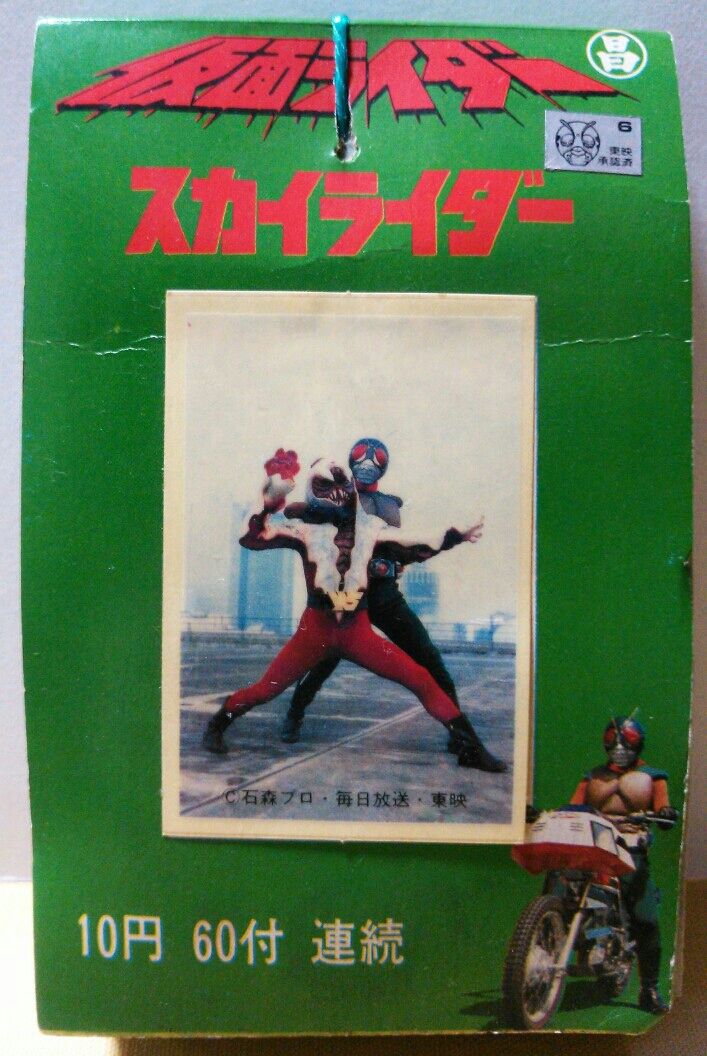 仮面ライダー
昌
6
東映
承認済
スカイライダー
C石森プロ・毎日放送・東映
10円 60付 連続